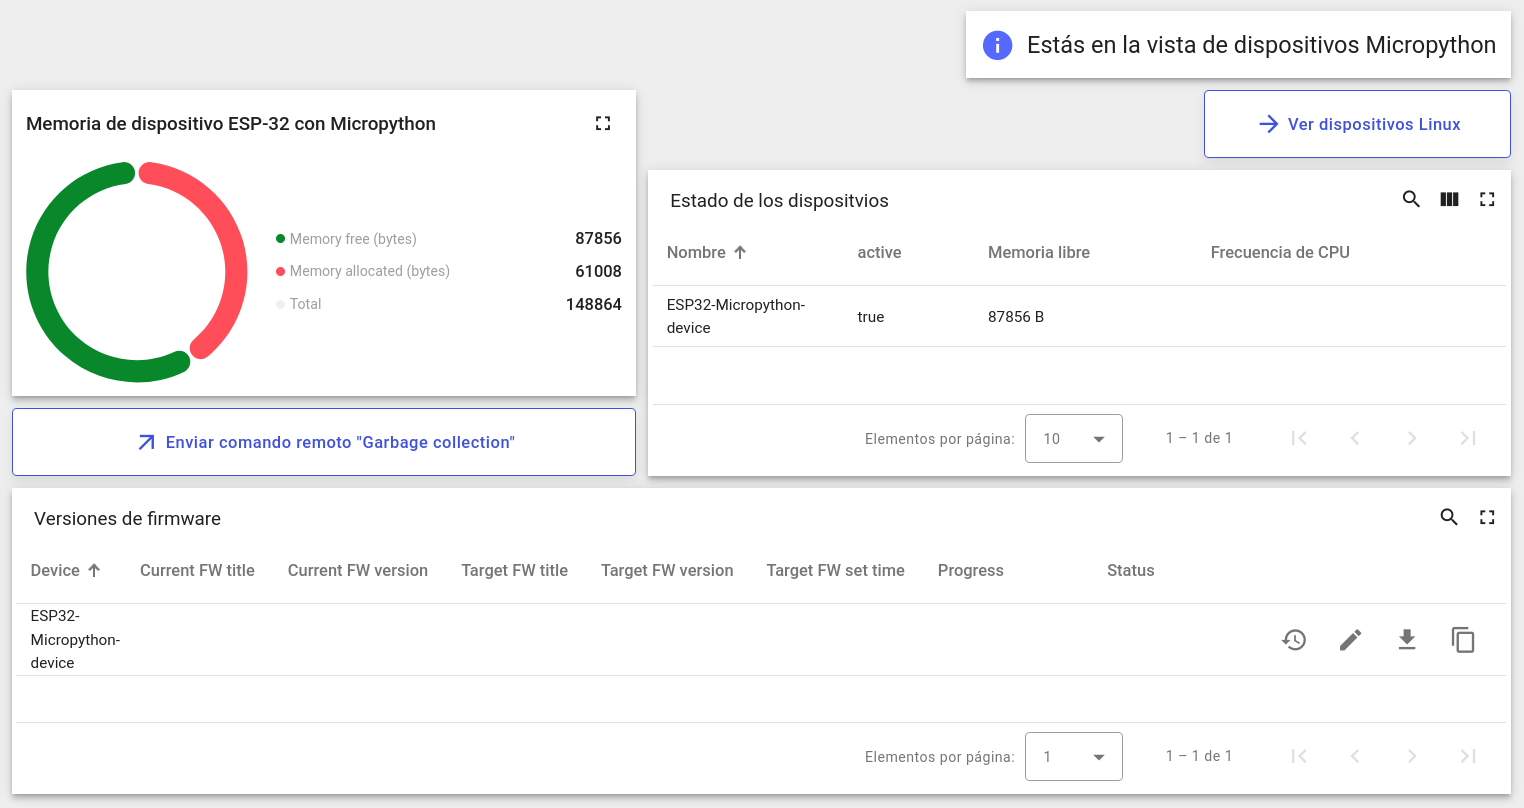 Estás en la vista de dispositivos Micropython
Memoria de dispositivo ESP-32 con Micropython
Memory free (bytes) 87856
Memory allocated (bytes) 61008
Total 148864
Enviar comando remoto "Garbage collection"
Ver dispositivos Linux
Estado de los dispositvios
Nombre active Memoria libre Frecuencia de CPU
ESP32-Micropython-
device
true 87856 B
Elementos por página: 10 1 – 1 de 1
Versiones de firmware
Device Current FW title Current FW version Target FW title Target FW version Target FW set time Progress Status
ESP32-
Micropython-
device
Elementos por página: 1 1 – 1 de 1